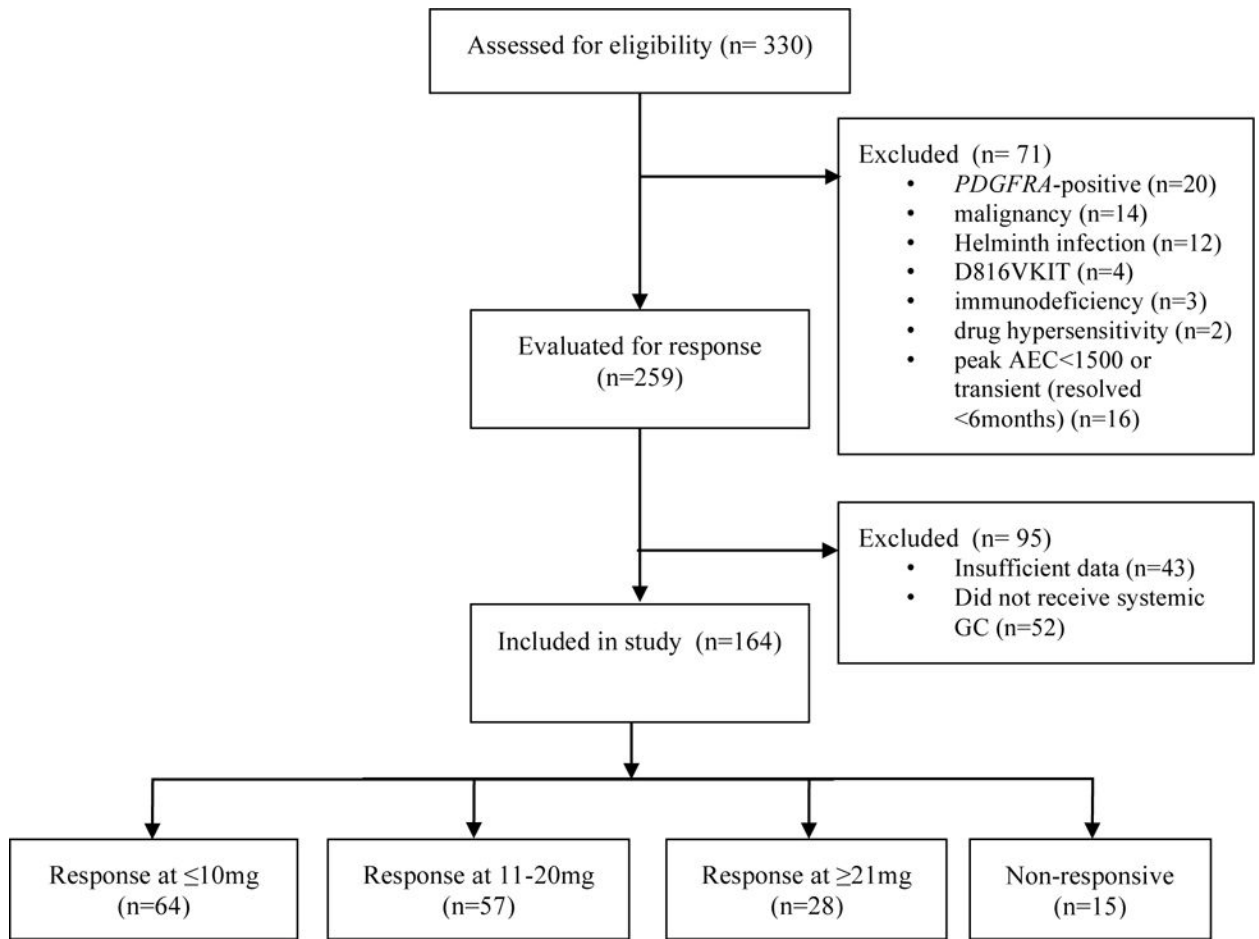 Assessed for eligibility (n= 330)
Excluded (n= 71)
• PDGFRA-positive (n=20)
• malignancy (n=14)
• Helminth infection (n=12)
• D816VKIT (n=4)
• immunodeficiency (n=3)
• drug hypersensitivity (n=2)
• peak AEC<1500 or
transient (resolved
<6months) (n=16)
Evaluated for response
(n=259)
Excluded (n= 95)
• Insufficient data (n=43)
• Did not receive systemic
GC (n=52)
Included in study (n=164)
Response at ≤10mg
(n=64)
Response at 11-20mg
(n=57)
Response at ≥21mg
(n=28)
Non-responsive
(n=15)